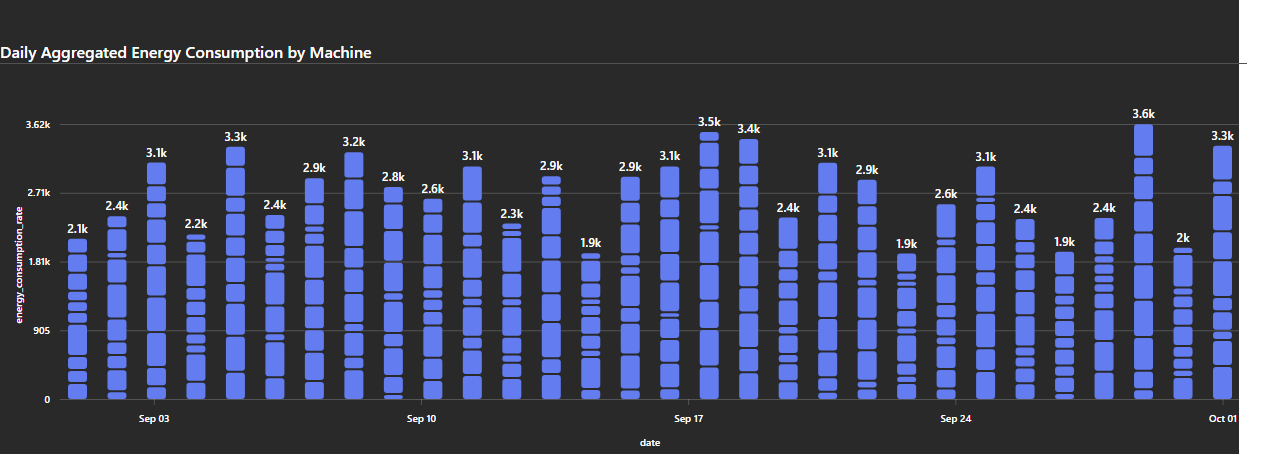 Daily Aggregated Energy Consumption by Machine
3.62k
2.71k
1.81k
905
0
energy_consumption_rate
2.1k
2.4k
3.1k
2.2k
3.3k
2.4k
2.9k
3.2k
2.8k
2.6k
3.1k
2.3k
2.9k
1.9k
2.9k
3.1k
3.5k
3.4k
2.4k
3.1k
2.9k
1.9k
2.6k
3.1k
2.4k
1.9k
2.4k
3.6k
2k
3.3k
Sep 03
Sep 10
Sep 17
Sep 24
Oct 01
date